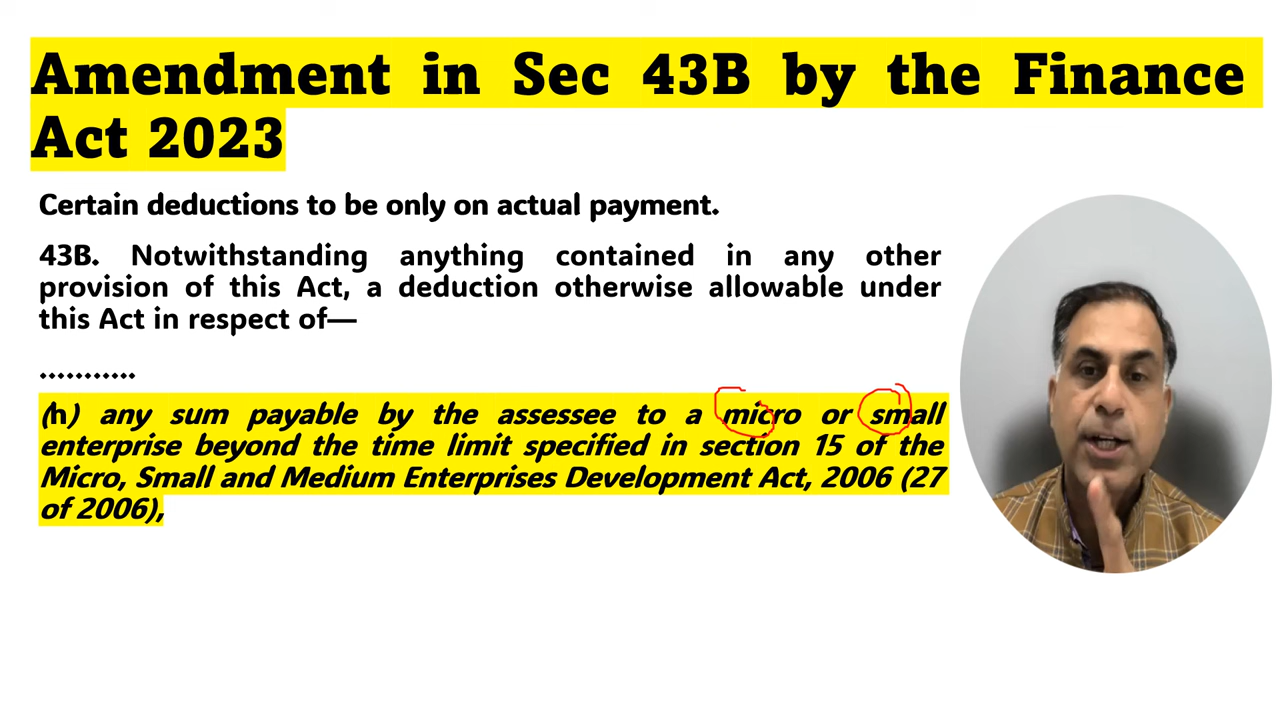 Amendment in Sec 43B by the Finance
Act 2023
Certain deductions to be only on actual payment.
43B. Notwithstanding anything contained in any other
provision of this Act, a deduction otherwise allowable under
this Act in respect of—
...........
(h) any sum payable by the assessee to a micro or small
enterprise beyond the time limit specified in section 15 of the
Micro, Small and Medium Enterprises Development Act, 2006 (27
of 2006),